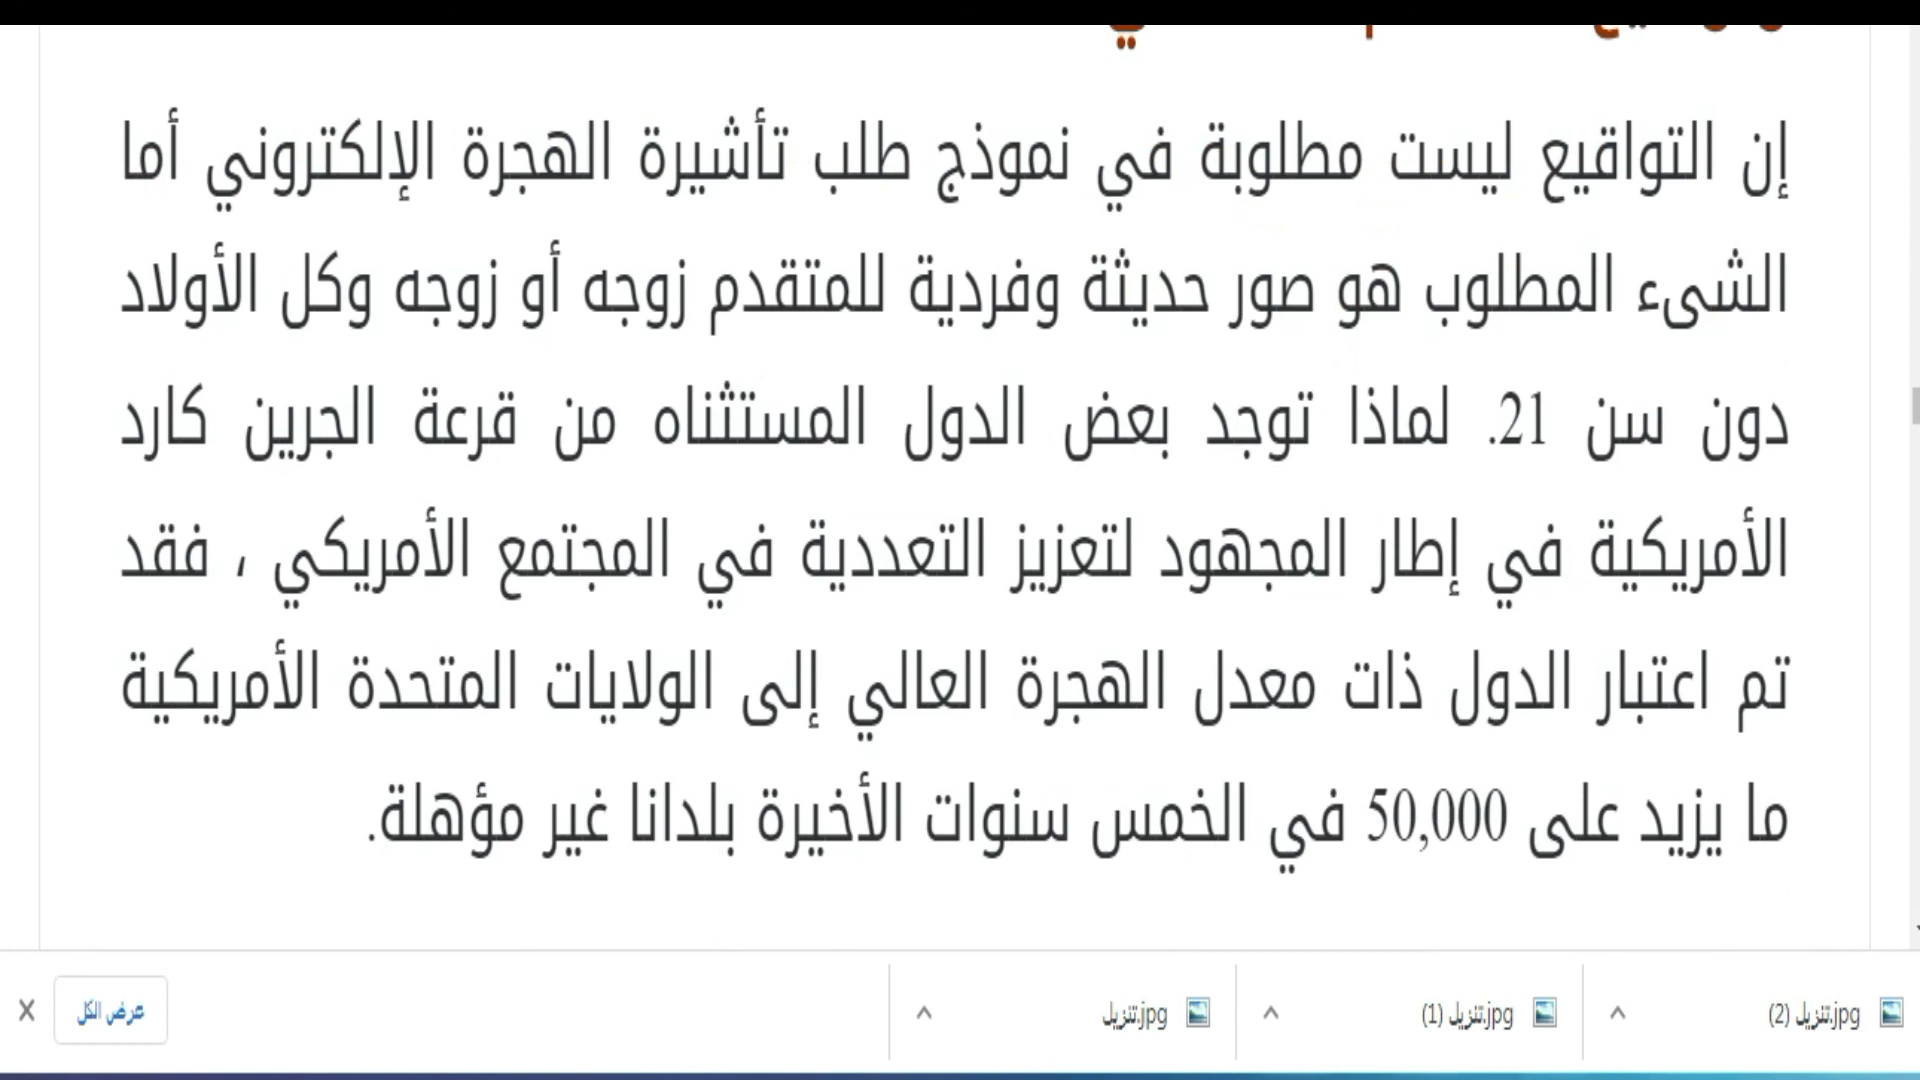 إن التواقيع ليست مطلوبة في نموذج طلب تأشيرة الهجرة الإلكتروني أما
الشىء المطلوب هو صور حديثة وفردية للمتقدم زوجه أو زوجه وكل الأولاد
دون سن 21. لماذا توجد بعض الدول المستثناه من قرعة الجرين كارد
الأمريكية في إطار المجهود لتعزيز التعددية في المجتمع الأمريكي ، فقد
تم اعتبار الدول ذات معدل الهجرة العالي إلى الولايات المتحدة الأمريكية
ما يزيد على 50,000 في الخمس سنوات الأخيرة بلدانا غير مؤهلة.
تنزيل (2).jpg
تنزيل (1).jpg
تنزيل.jpg
عرض الكل